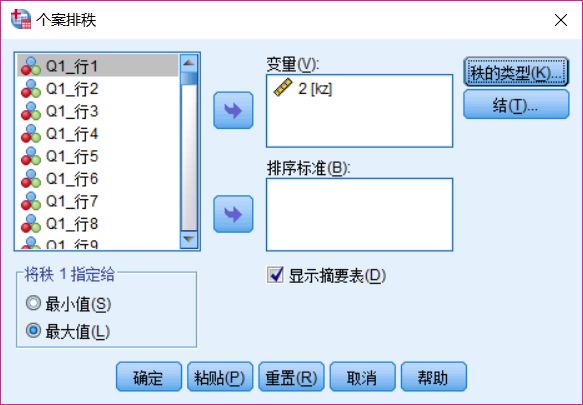 个案排秩
Q1_行1
Q1_行2
Q1_行3
Q1_行4
Q1_行5
Q1_行6
Q1_行7
Q1_行8
Q1_行9
变量(V):
2 [kz]
排序标准(B):
秩的类型(K)...
结(T)...
将秩 1 指定给
最小值(S)
最大值(L)
显示摘要表(D)
确定 粘贴(P) 重置(R) 取消 帮助